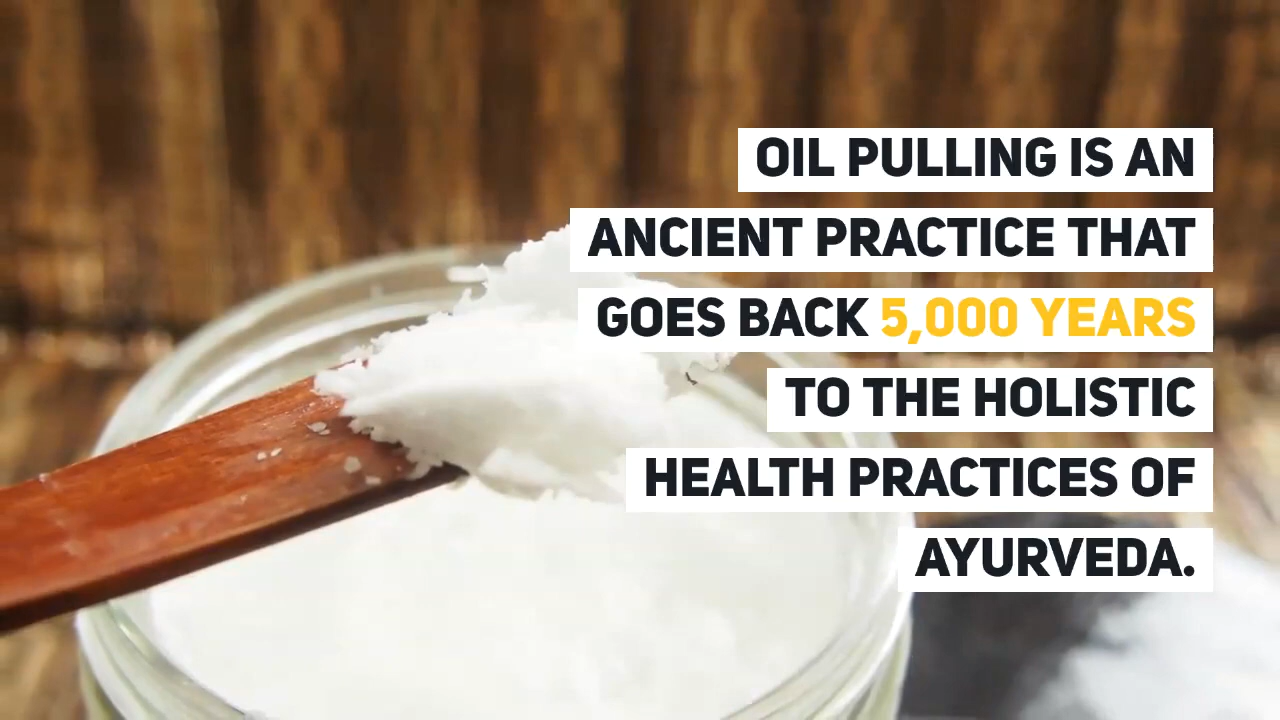 OIL PULLING IS AN
ANCIENT PRACTICE THAT
GOES BACK 5,000 YEARS
TO THE HOLISTIC
HEALTH PRACTICES OF
AYURVEDA.